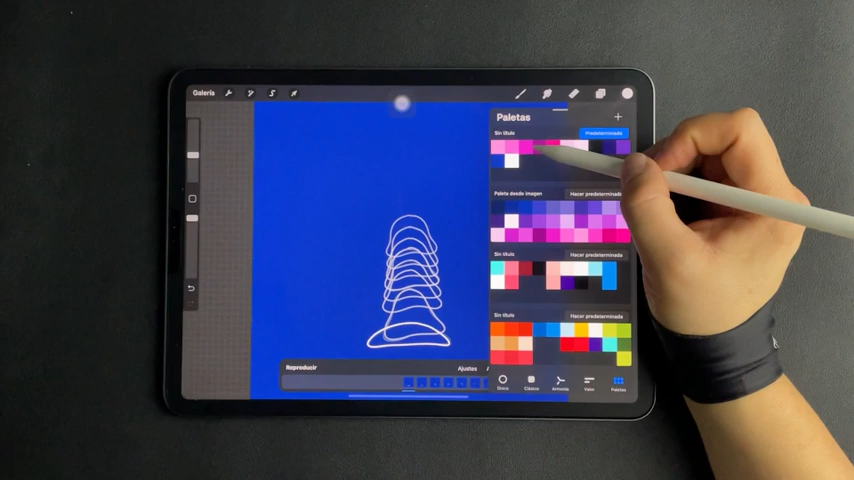 Galería
Paletas
Sin título
Predeterminada
Paleta desde imagen
Hacer predeterminada
Sin título
Hacer predeterminada
Sin título
Hacer predeterminada
Reproducir
Ajustes
Disco
Clásico
Armonía
Valor
Paletas